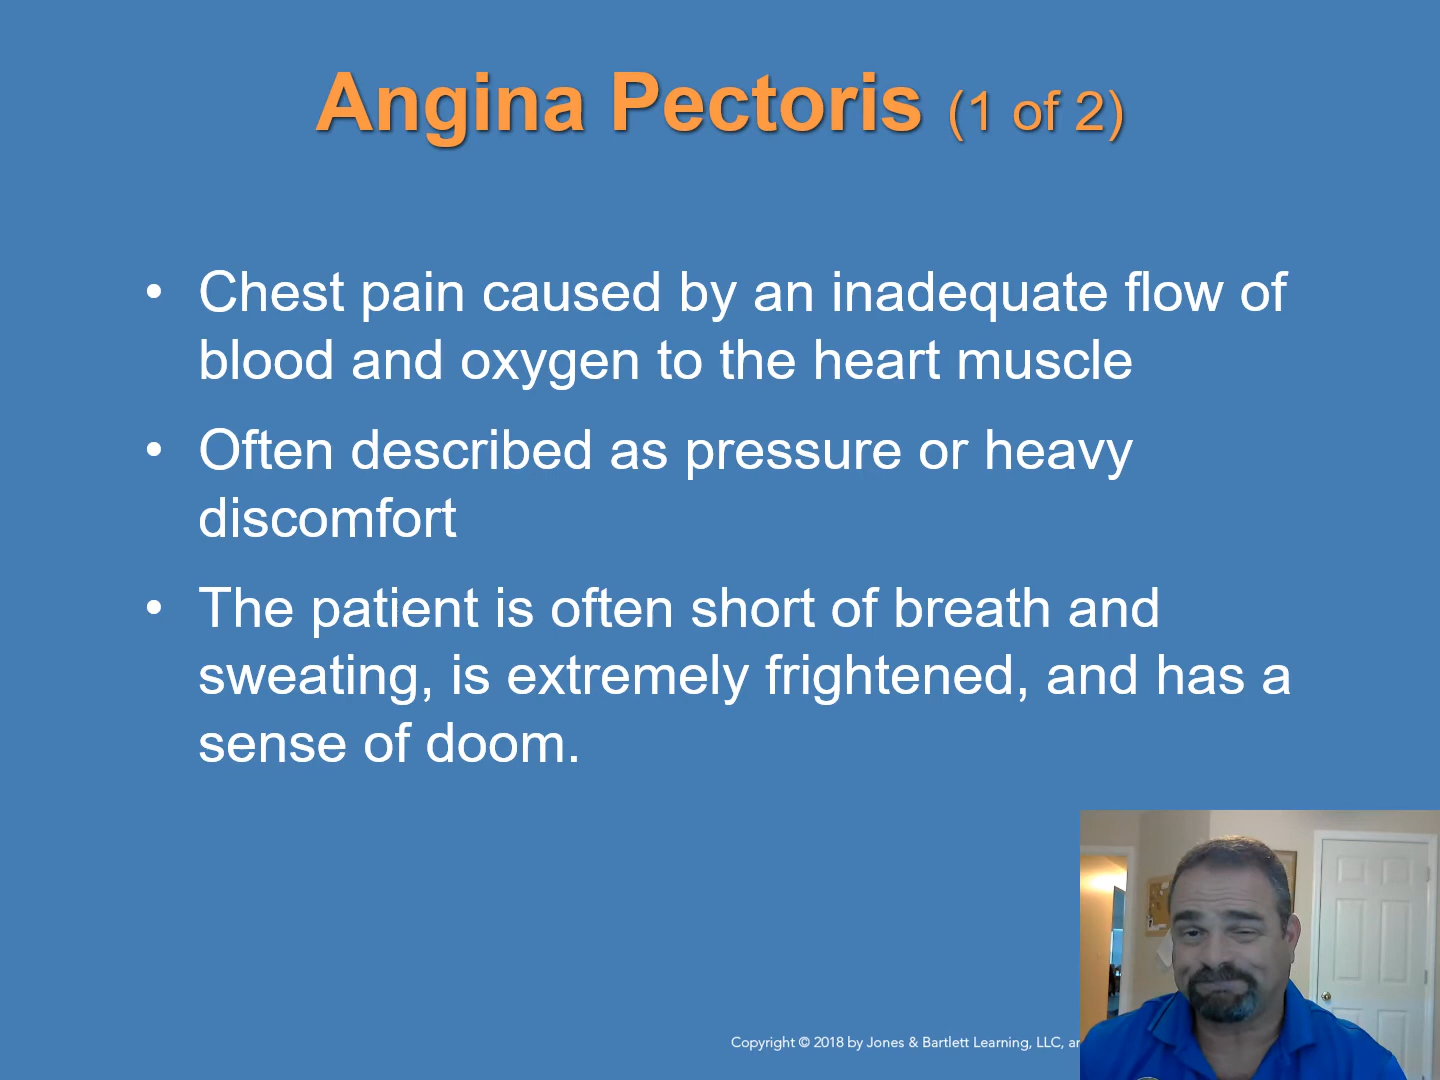 Angina Pectoris (1 of 2)
• Chest pain caused by an inadequate flow of
blood and oxygen to the heart muscle
• Often described as pressure or heavy
discomfort
• The patient is often short of breath and
sweating, is extremely frightened, and has a
sense of doom.
Copyright © 2018 by Jones & Bartlett Learning, LLC,